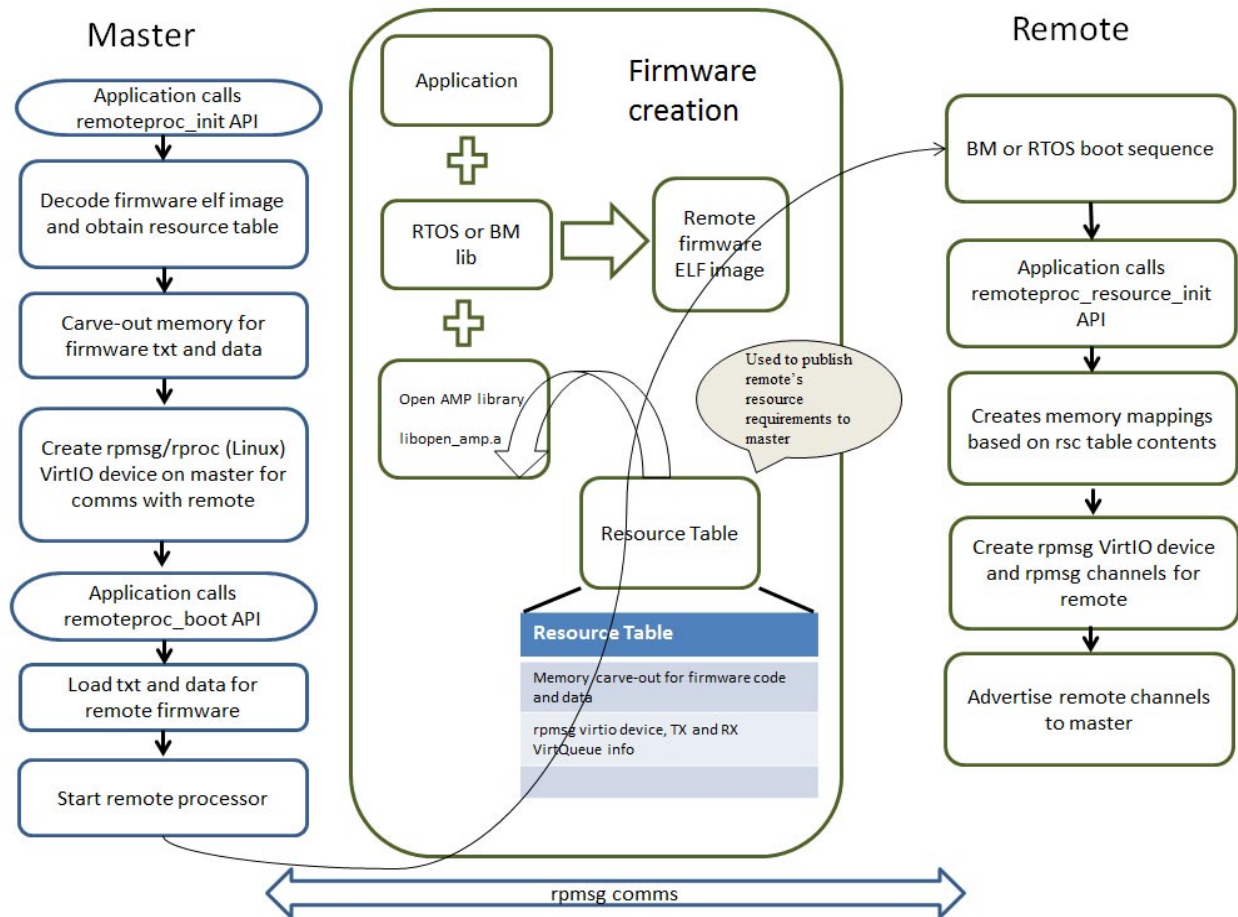 Master
Application calls
remoteproc_init API
Decode firmware elf image
and obtain resource table
Carve-out memory for
firmware txt and data
Create rpmsg/rproc (Linux)
VirtIO device on master for
comms with remote
Application calls
remoteproc_boot API
Load txt and data for
remote firmware
Start remote processor
Firmware
creation
Application
RTOS or BM
lib
Remote
firmware
ELF image
Open AMP library
libopen_amp.a
Used to publish
remote's
resource
requirements to
master
Resource Table
Resource Table
Memory carve-out for firmware code
and data
rpmsg virtio device, TX and RX
VirtQueue info
Remote
BM or RTOS boot sequence
Application calls
remoteproc_resource_init
API
Creates memory mappings
based on rsc table contents
Create rpmsg VirtIO device
and rpmsg channels for
remote
Advertise remote channels
to master
rpmsg comms